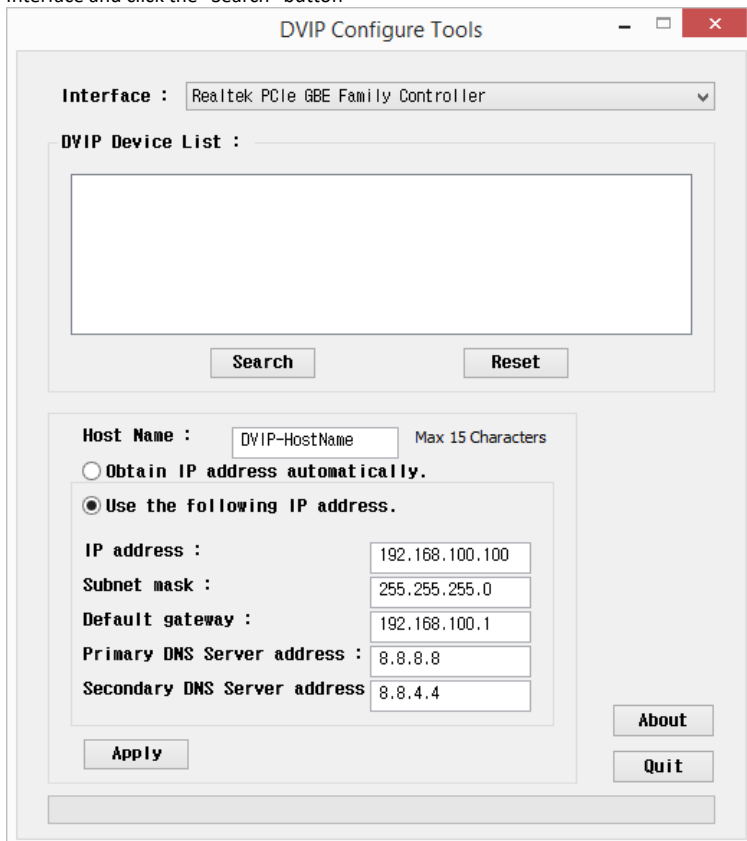 interface and click the "Search" button
DVIP Configure Tools
Interface : Realtek PCIe GBE Family Controller
DVIP Device List :
Search Reset
Host Name : DVIP-HostName Max 15 Characters
Obtain IP address automatically.
Use the following IP address.
IP address : 192.168.100.100
Subnet mask : 255.255.255.0
Default gateway : 192.168.100.1
Primary DNS Server address : 8.8.8.8
Secondary DNS Server address 8.8.4.4
About
Apply
Quit